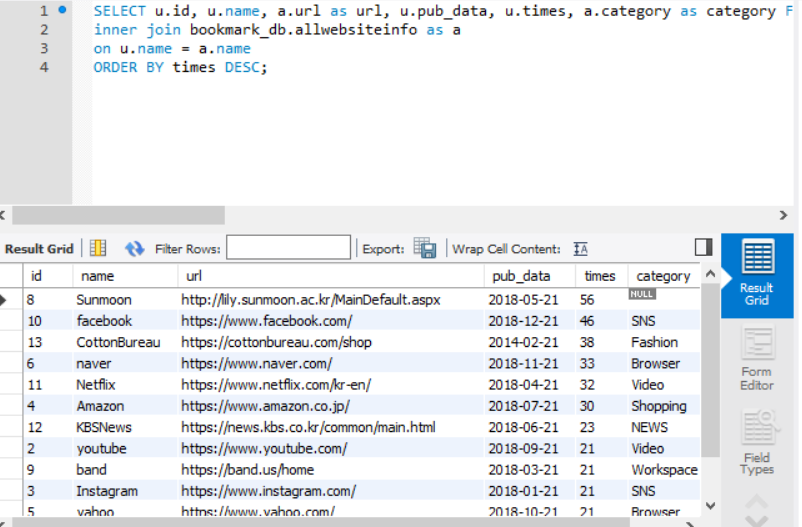 1 SELECT u.id, u.name, a.url as url, u.pub_data, u.times, a.category as category F
2 inner join bookmark_db.allwebsiteinfo as a
3 on u.name = a.name
4 ORDER BY times DESC;
Result Grid Filter Rows: Export: Wrap Cell Content: IA
id name url pub_data times category
8 Sunmoon http://lily.sunmoon.ac.kr/MainDefault.aspx 2018-05-21 56 NULL
10 facebook https://www.facebook.com/ 2018-12-21 46 SNS
13 CottonBureau https://cottonbureau.com/shop 2014-02-21 38 Fashion
6 naver https://www.naver.com/ 2018-11-21 33 Browser
11 Netflix https://www.netflix.com/kr-en/ 2018-04-21 32 Video
4 Amazon https://www.amazon.co.jp/ 2018-07-21 30 Shopping
12 KBSNews https://news.kbs.co.kr/common/main.html 2018-06-21 23 NEWS
2 youtube https://www.youtube.com/ 2018-09-21 21 Video
9 band https://band.us/home 2018-03-21 21 Workspace
3 Instagram https://www.instagram.com/ 2018-01-21 21 SNS
5 yahoo https://www.yahoo.com/ 2018-10-21 21 Browser
Result
Grid
Form
Editor
Field
Types